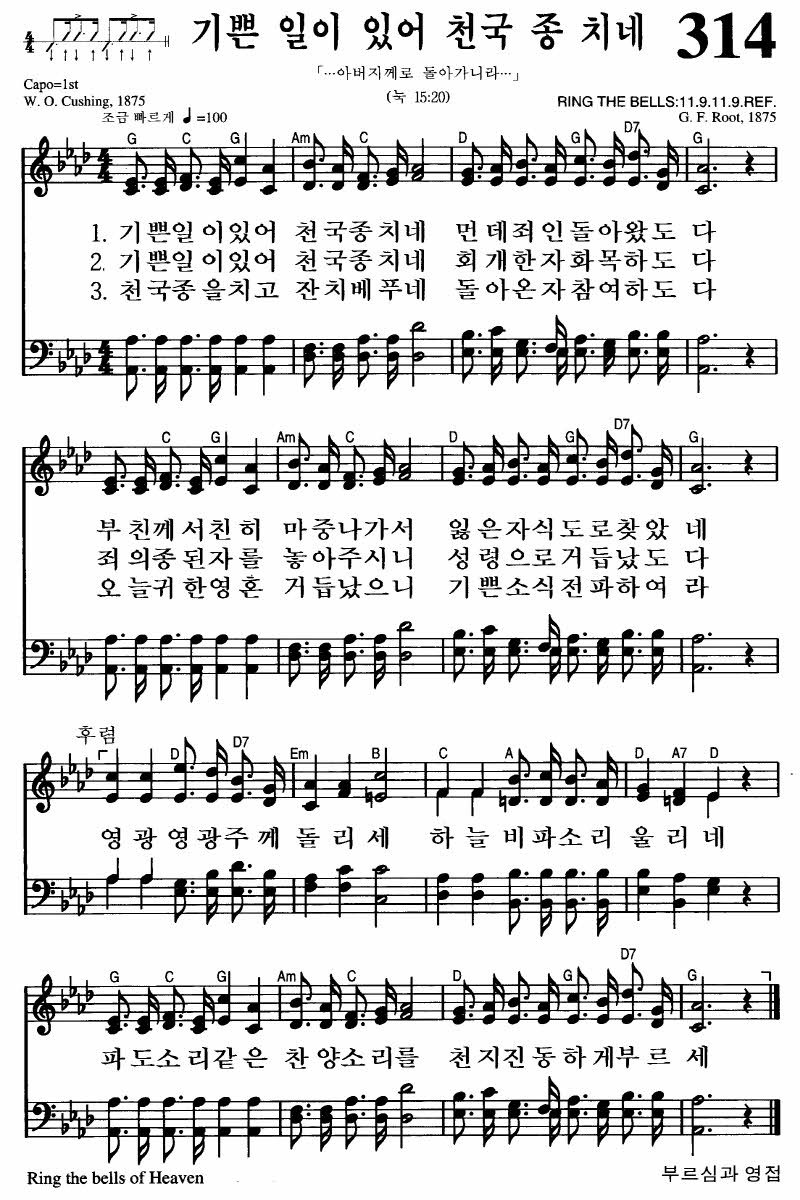 기쁜 일이 있어 천국 종 치네 314
「…아버지께로 돌아가니라…」
(눅 15:20)
Capo=1st
W. O. Cushing, 1875
RING THE BELLS:11.9.11.9.REF.
G. F. Root, 1875
조금 빠르게 ♩=100
4/4
G C G Am C D G D7 G
1. 기쁜일이있어 천국종치네 먼데죄인돌아왔도다
2. 기쁜일이있어 천국종치네 회개한자화목하도다
3. 천국종을치고 잔치베푸네 돌아온자참여하도다
C G Am C D G D7 G
부친께서친히 마중나가서 잃은자식도로찾았네
죄의종된자를 놓아주시니 성령으로거듭났도다
오늘귀한영혼 거듭났으니 기쁜소식전파하여라
후렴
D D7 Em B C A D A7 D
영광영광주께 돌리세 하늘비파소리 울리네
G C G Am C D G D7 G
파도소리같은 찬양소리를 천지진동하게부르세
Ring the bells of Heaven
부르심과 영접